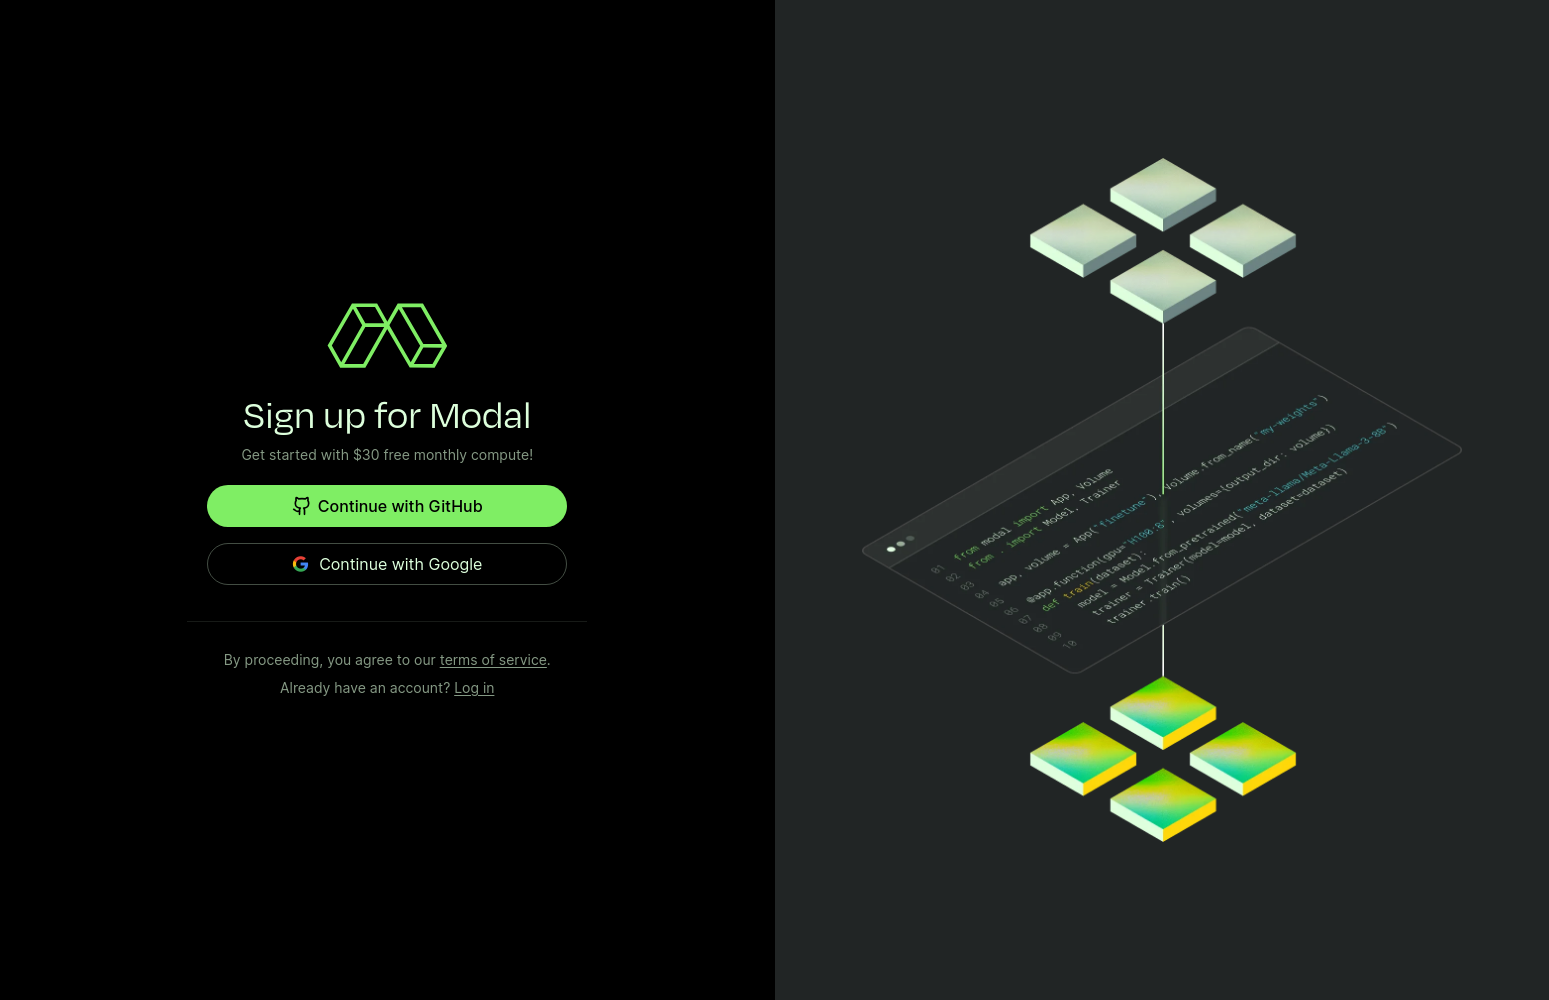 Sign up for Modal
Get started with $30 free monthly compute!
Continue with GitHub
Continue with Google
By proceeding, you agree to our terms of service.
Already have an account? Log in
01 from modal import App, Volume
02 from . import Model, Trainer
03
04 app, volume = App("finetune"), Volume.from_name("my-weights")
05
06 @app.function(gpu="H100:8", volumes={output_dir: volume})
07 def train(dataset):
08 model = Model.from_pretrained("meta-llama/Meta-Llama-3-8B")
09 trainer = Trainer(model=model, dataset=dataset)
10 trainer.train()